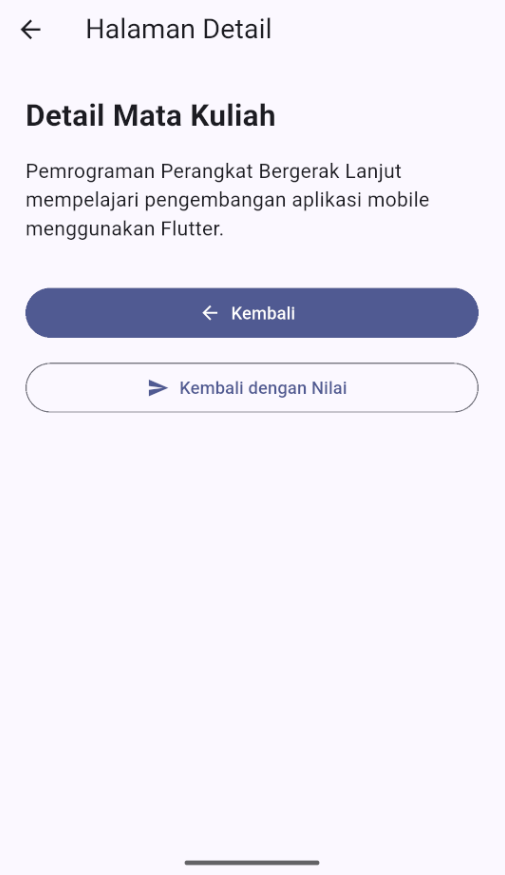 Halaman Detail
Detail Mata Kuliah
Pemrograman Perangkat Bergerak Lanjut
mempelajari pengembangan aplikasi mobile
menggunakan Flutter.
Kembali
Kembali dengan Nilai